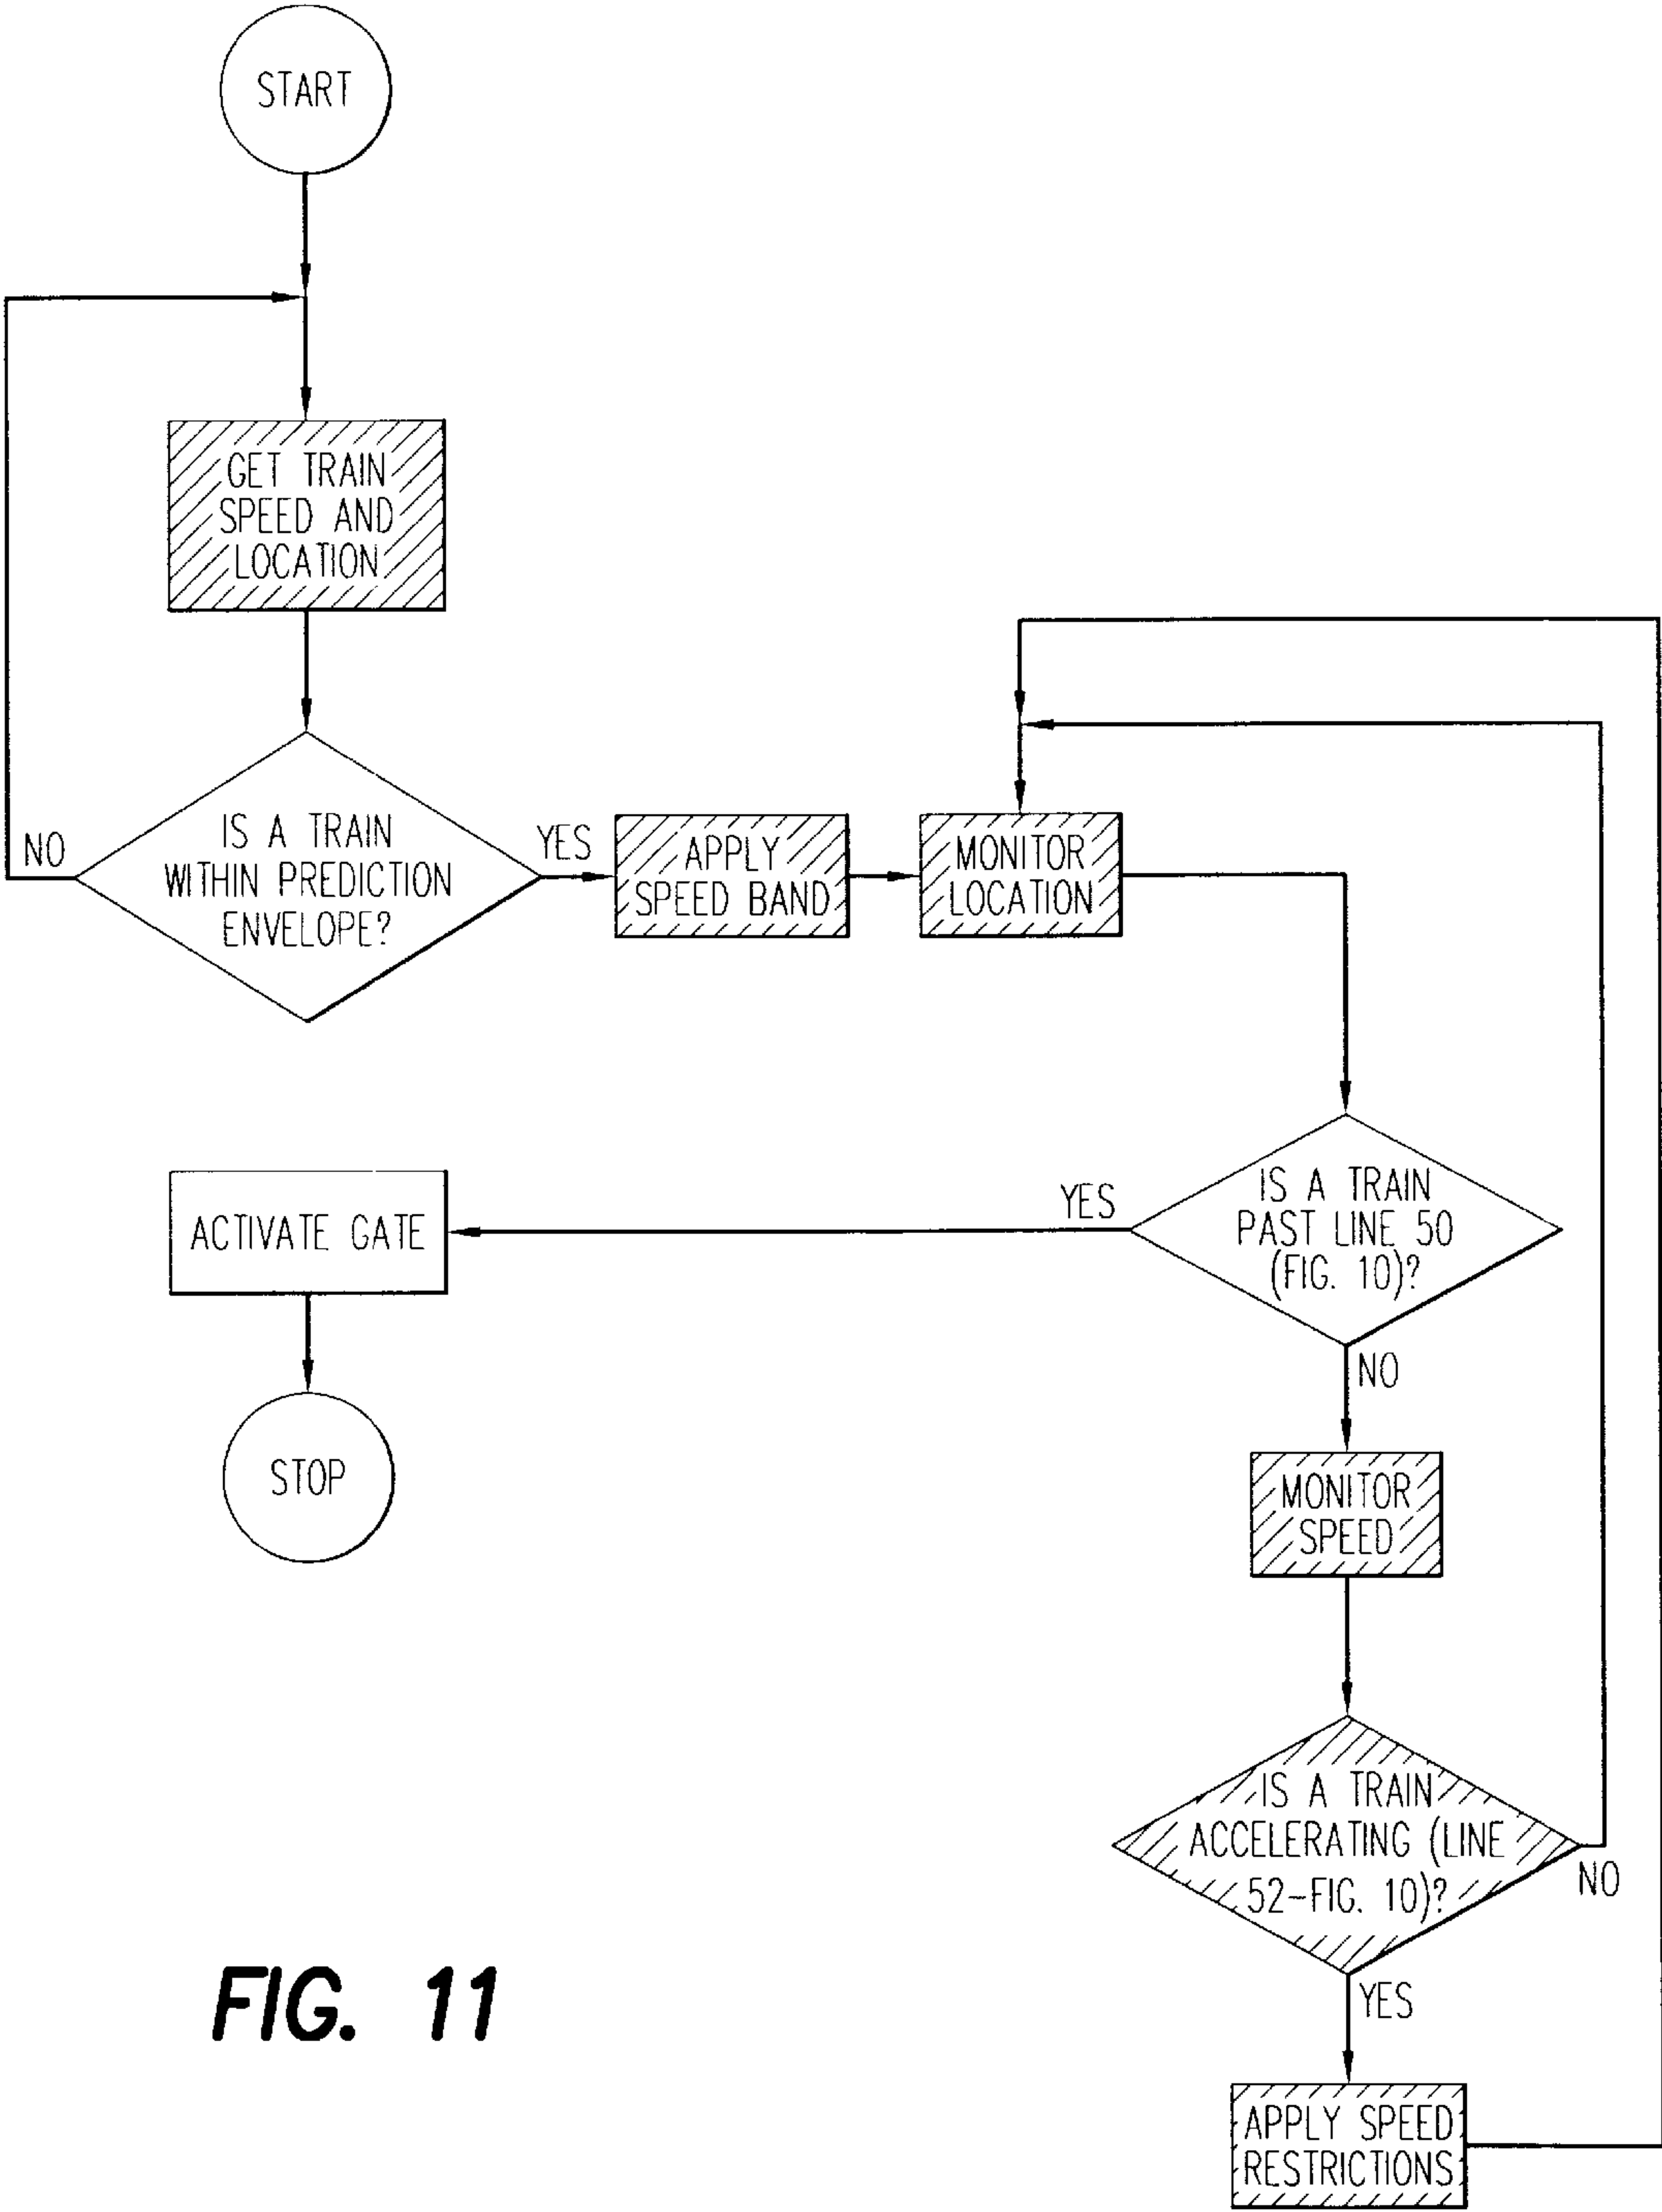 START
GET TRAIN
SPEED AND
LOCATION
IS A TRAIN
WITHIN PREDICTION
ENVELOPE?
NO
YES
APPLY
SPEED BAND
MONITOR
LOCATION
IS A TRAIN
PAST LINE 50
(FIG. 10)?
YES
ACTIVATE GATE
STOP
NO
MONITOR
SPEED
IS A TRAIN
ACCELERATING (LINE
52-FIG. 10)?
NO
YES
APPLY SPEED
RESTRICTIONS
FIG. 11